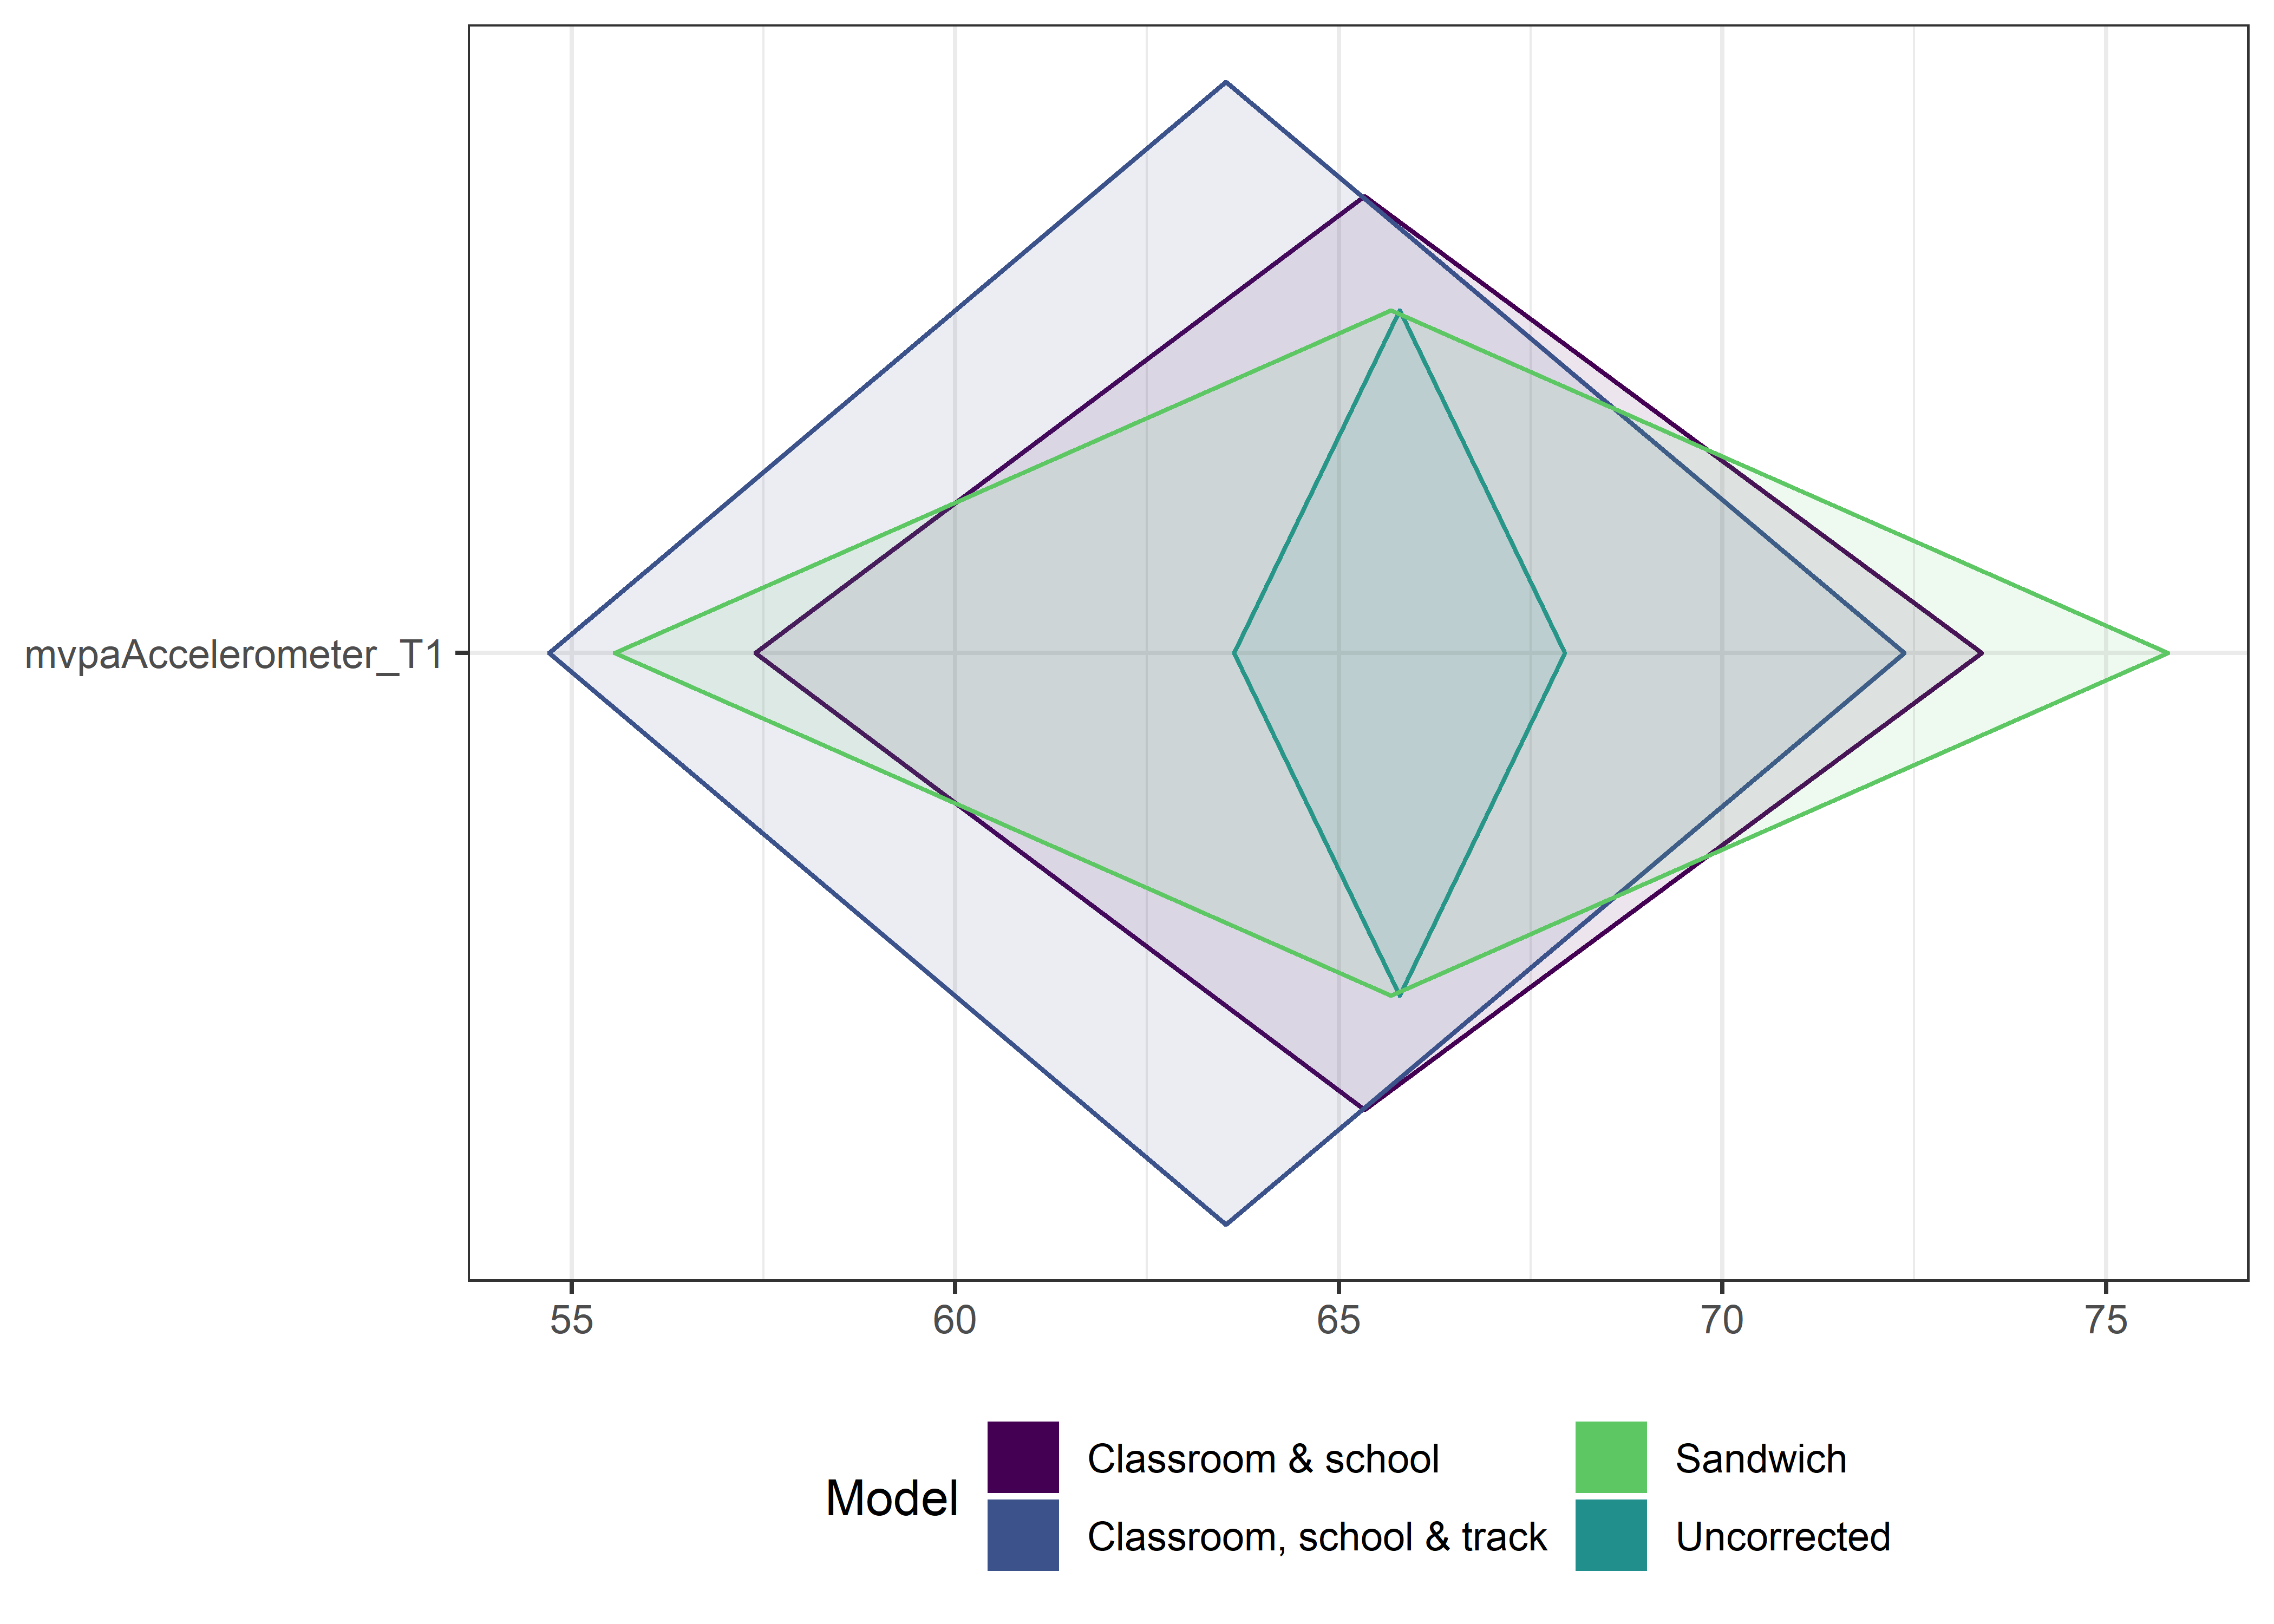 mvpaAccelerometer_T1
55 60 65 70 75
Model
Classroom & school
Sandwich
Classroom, school & track
Uncorrected